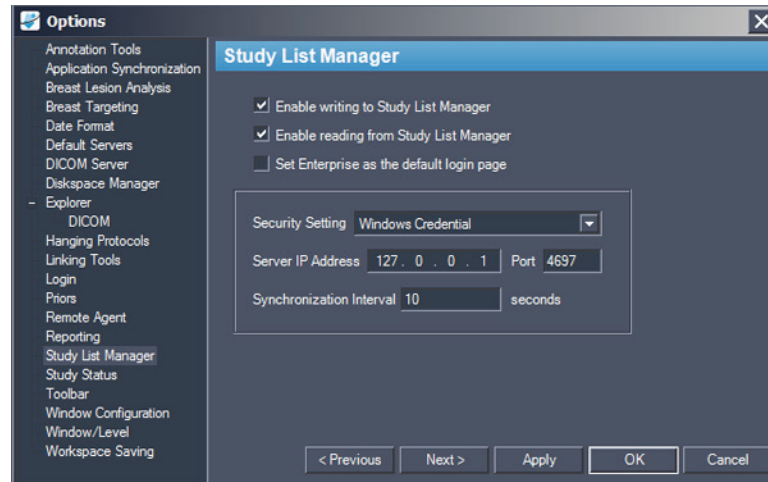 Options
Annotation Tools
Application Synchronization
Breast Lesion Analysis
Breast Targeting
Date Format
Default Servers
DICOM Server
Diskspace Manager
Explorer
DICOM
Hanging Protocols
Linking Tools
Login
Priors
Remote Agent
Reporting
Study List Manager
Study Status
Toolbar
Window Configuration
Window/Level
Workspace Saving
Study List Manager
Enable writing to Study List Manager
Enable reading from Study List Manager
Set Enterprise as the default login page
Security Setting Windows Credential
Server IP Address 127 . 0 . 0 . 1 Port 4697
Synchronization Interval 10 seconds
< Previous Next > Apply OK Cancel